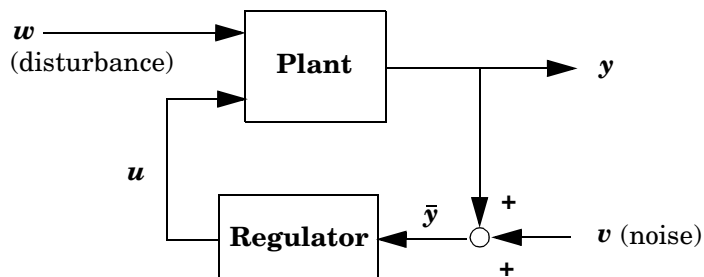 w
(disturbance)
Plant
y
u
ȳ
+
Regulator
v (noise)
+